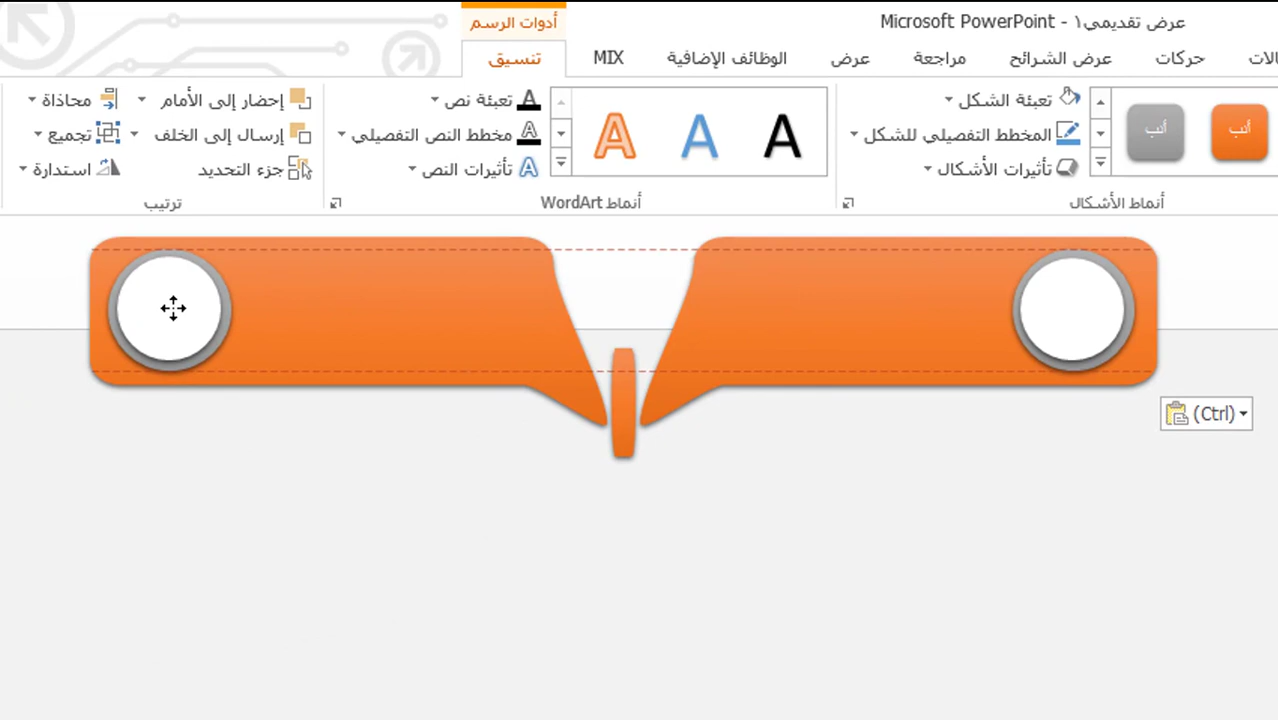 عرض تقديمي١ - Microsoft PowerPoint
أدوات الرسم
الات
حركات
عرض الشرائح
مراجعة
عرض
الوظائف الإضافية
MIX
تنسيق
أنب
أنب
تعبئة الشكل
المخطط التفصيلي للشكل
تأثيرات الأشكال
أنماط الأشكال
A A A
تعبئة نص
مخطط النص التفصيلي
تأثيرات النص
أنماط WordArt
إحضار إلى الأمام
إرسال إلى الخلف
جزء التحديد
محاذاة
تجميع
استدارة
ترتيب
(Ctrl)